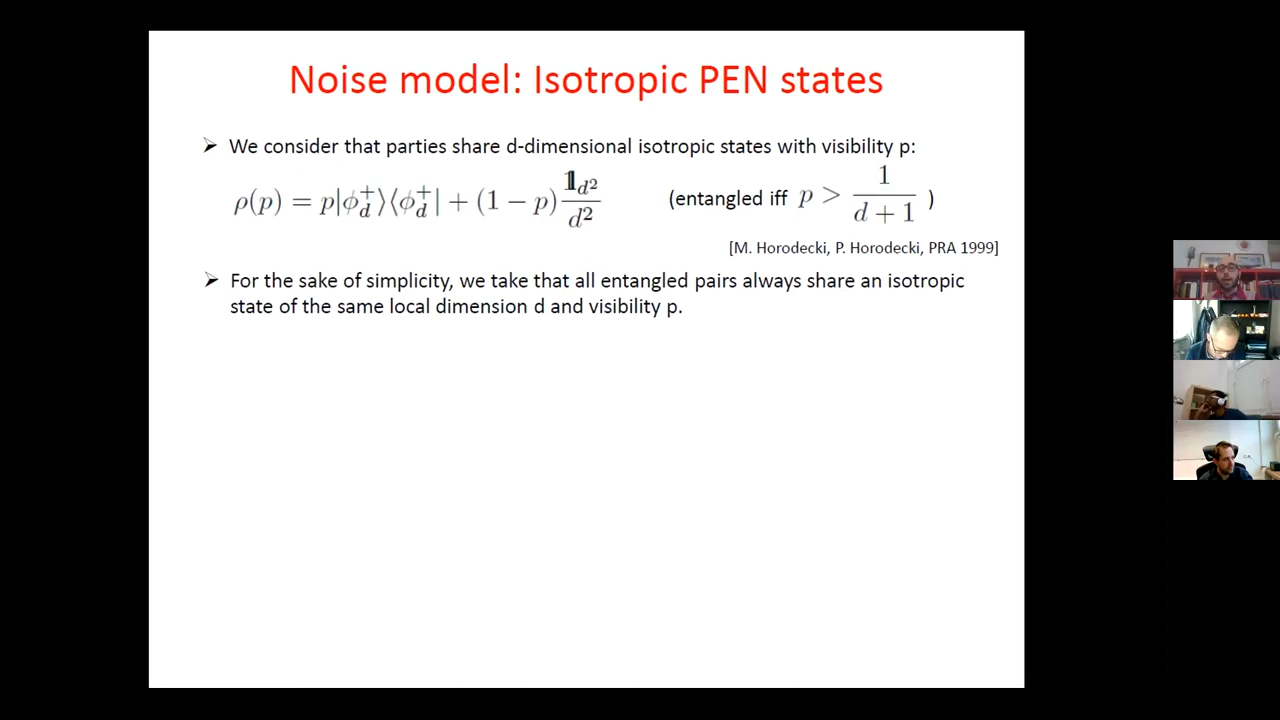 Noise model: Isotropic PEN states
➢ We consider that parties share d-dimensional isotropic states with visibility p:
ρ(p) = p|ϕ_d^+⟩⟨ϕ_d^+| + (1 − p) 𝟙_{d^2}/d^2 (entangled iff p > 1/(d + 1) )
[M. Horodecki, P. Horodecki, PRA 1999]
➢ For the sake of simplicity, we take that all entangled pairs always share an isotropic
state of the same local dimension d and visibility p.